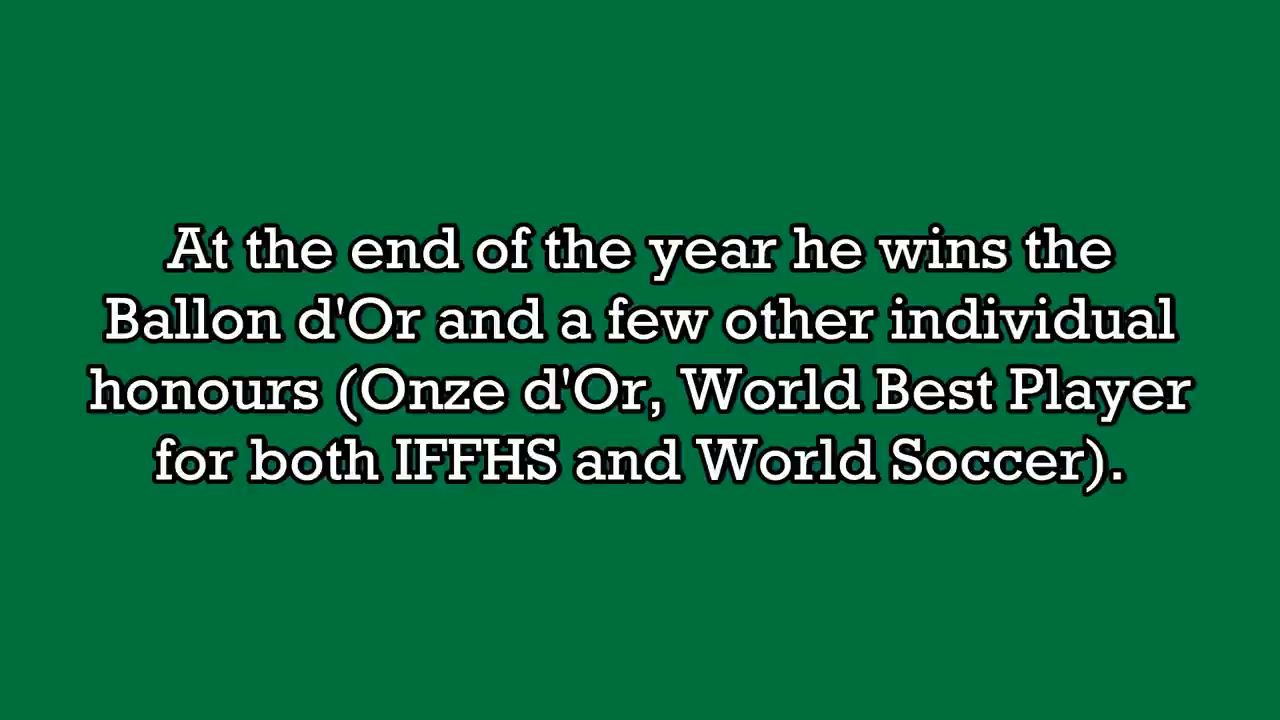 At the end of the year he wins the
Ballon d'Or and a few other individual
honours (Onze d'Or, World Best Player
for both IFFHS and World Soccer).